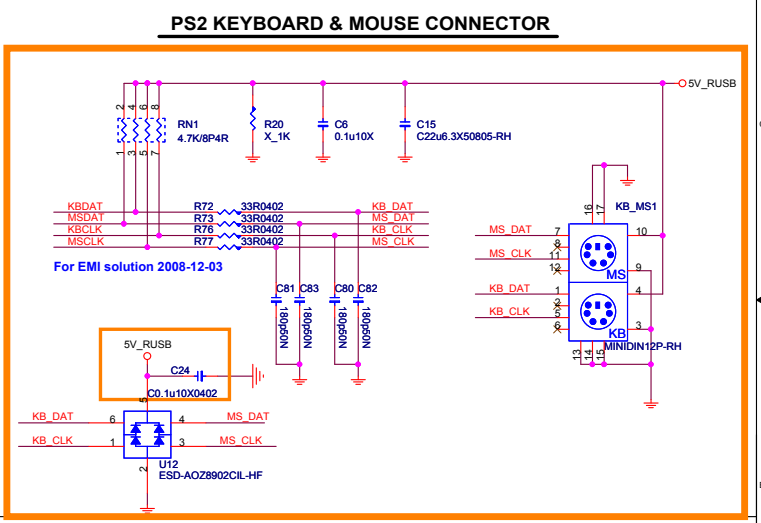 PS2 KEYBOARD & MOUSE CONNECTOR
5V_RUSB
2 4 6 8
RN1
4.7K/8P4R
1 3 5 7
R20
X_1K
C6
0.1u10X
C15
C22u6.3X50805-RH
KBDAT R72 33R0402 KB_DAT
MSDAT R73 33R0402 MS_DAT
KBCLK R76 33R0402 KB_CLK
MSCLK R77 33R0402 MS_CLK
For EMI solution 2008-12-03
C81 C83 C80 C82
180p50N 180p50N 180p50N 180p50N
16 17
KB_MS1
MS_DAT 7 10
8
MS_CLK 11
12 MS 9
KB_DAT 1 4
2
KB_CLK 5
6 KB 3
MINIDIN12P-RH
13 14 15
5V_RUSB
C24
C0.1u10X0402
5
KB_DAT 6 4 MS_DAT
KB_CLK 1 3 MS_CLK
2
U12
ESD-AOZ8902CIL-HF